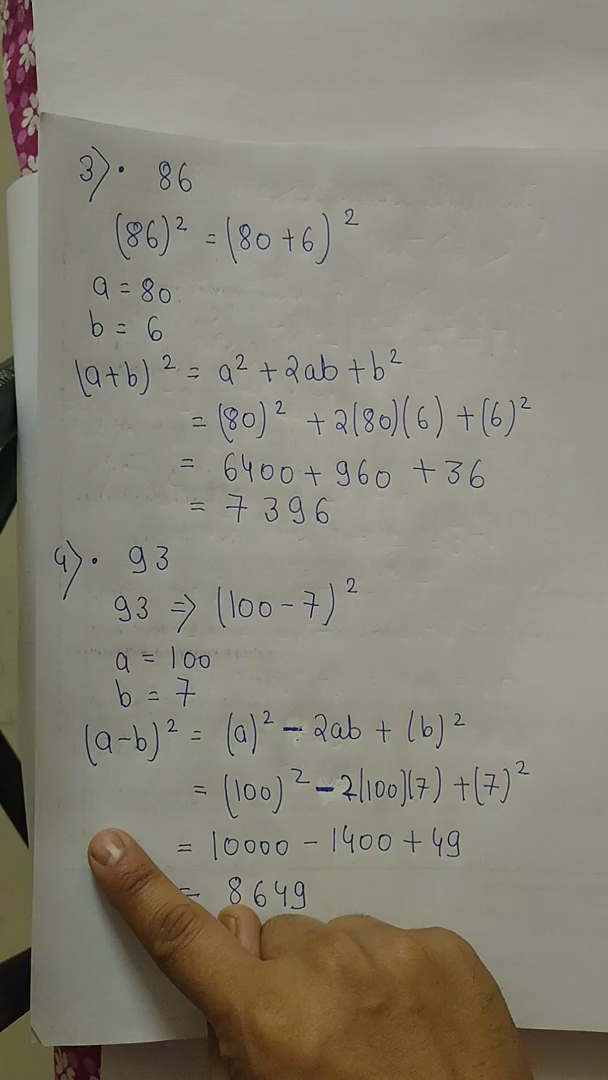 3) · 86
(86)² = (80 + 6)²
a = 80
b = 6
(a+b)² = a² + 2ab + b²
= (80)² + 2(80)(6) + (6)²
= 6400 + 960 + 36
= 7396
4) · 93
93 => (100 - 7)²
a = 100
b = 7
(a-b)² = (a)² - 2ab + (b)²
= (100)² - 2(100)(7) + (7)²
= 10000 - 1400 + 49
= 8649